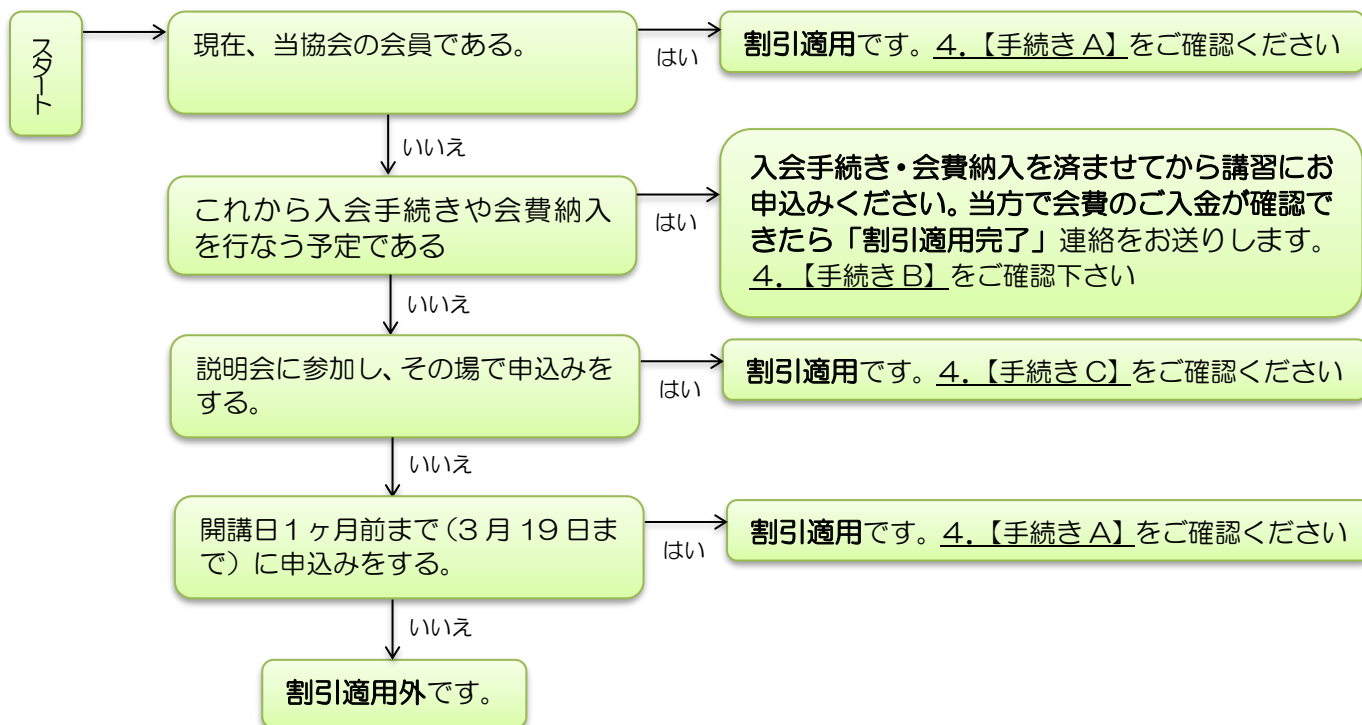 スタート
現在、当協会の会員である。
はい
割引適用です。４．【手続きＡ】をご確認ください
いいえ
これから入会手続きや会費納入
を行なう予定である
はい
入会手続き・会費納入を済ませてから講習にお
申込みください。当方で会費のご入金が確認で
きたら「割引適用完了」連絡をお送りします。
４．【手続きＢ】をご確認下さい
いいえ
説明会に参加し、その場で申込みを
する。
はい
割引適用です。４．【手続きＣ】をご確認ください
いいえ
開講日１ヶ月前まで（３月19日ま
で）に申込みをする。
はい
割引適用です。４．【手続きＡ】をご確認ください
いいえ
割引適用外です。